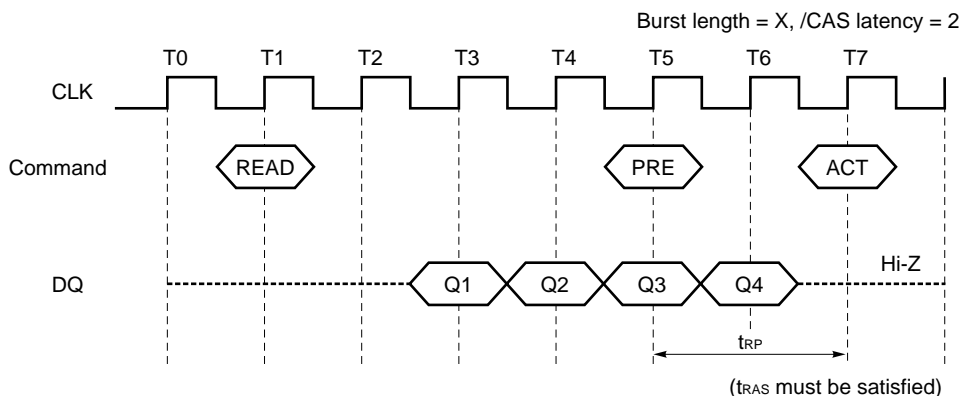 Burst length = X, /CAS latency = 2
T0 T1 T2 T3 T4 T5 T6 T7
CLK
Command READ PRE ACT
DQ Q1 Q2 Q3 Q4 Hi-Z
tRP
(tRAS must be satisfied)